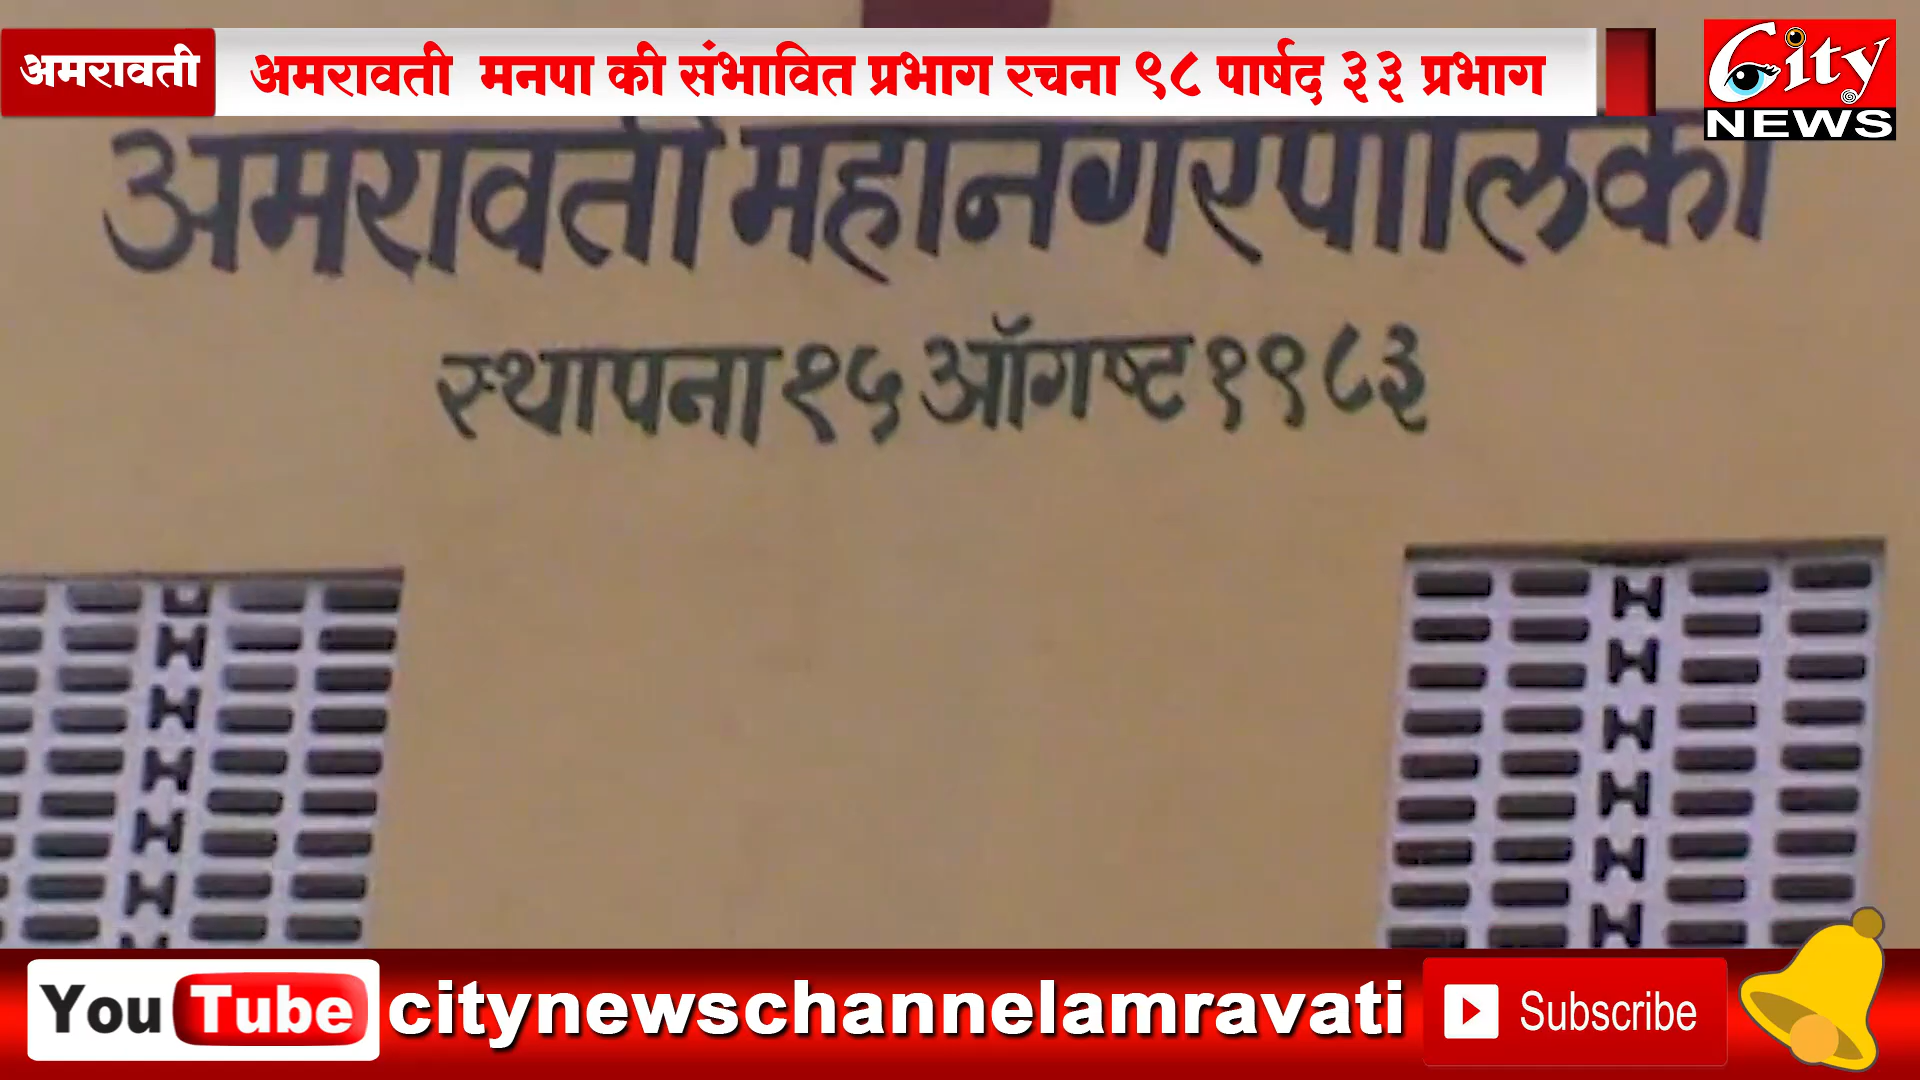 अमरावती
अमरावती मनपा की संभावित प्रभाग रचना ९८ पार्षद ३३ प्रभाग
City
NEWS
अमरावती महानगरपालिका
स्थापना १५ ऑगष्ट १९८३
YouTube
citynewschannelamravati
Subscribe